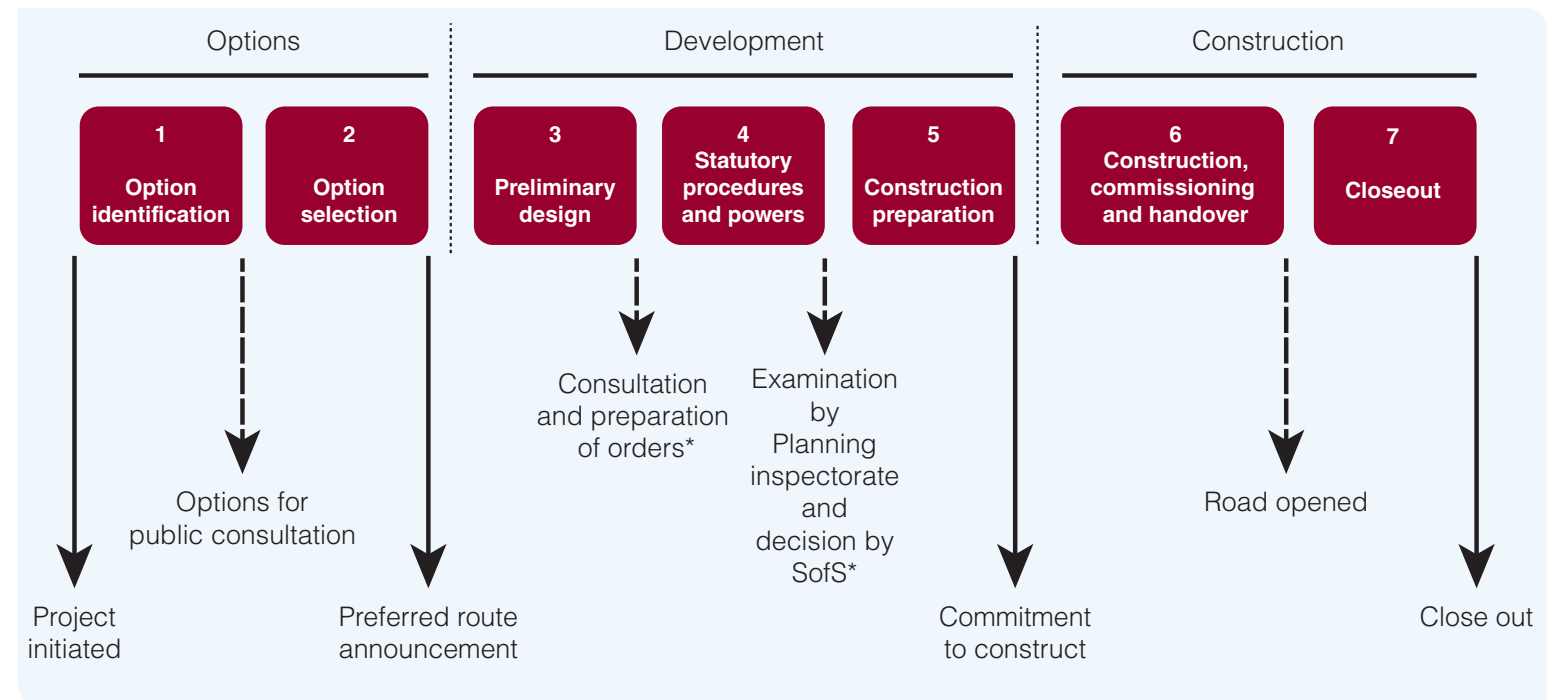 Options
Development
Construction
1
Option
identification
2
Option
selection
3
Preliminary
design
4
Statutory
procedures
and powers
5
Construction
preparation
6
Construction,
commissioning
and handover
7
Closeout
Consultation
and preparation
of orders*
Examination
by
Planning
inspectorate
and
decision by
SofS*
Options for
public consultation
Road opened
Project
initiated
Preferred route
announcement
Commitment
to construct
Close out